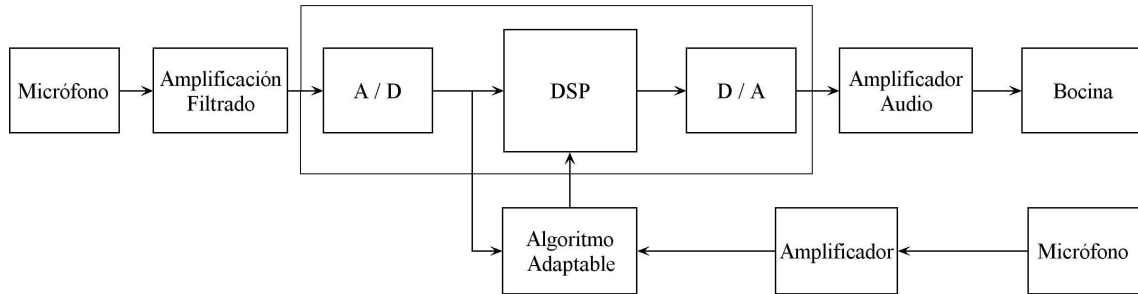 Micrófono
Amplificación
Filtrado
A / D
DSP
D / A
Amplificador
Audio
Bocina
Algoritmo
Adaptable
Amplificador
Micrófono